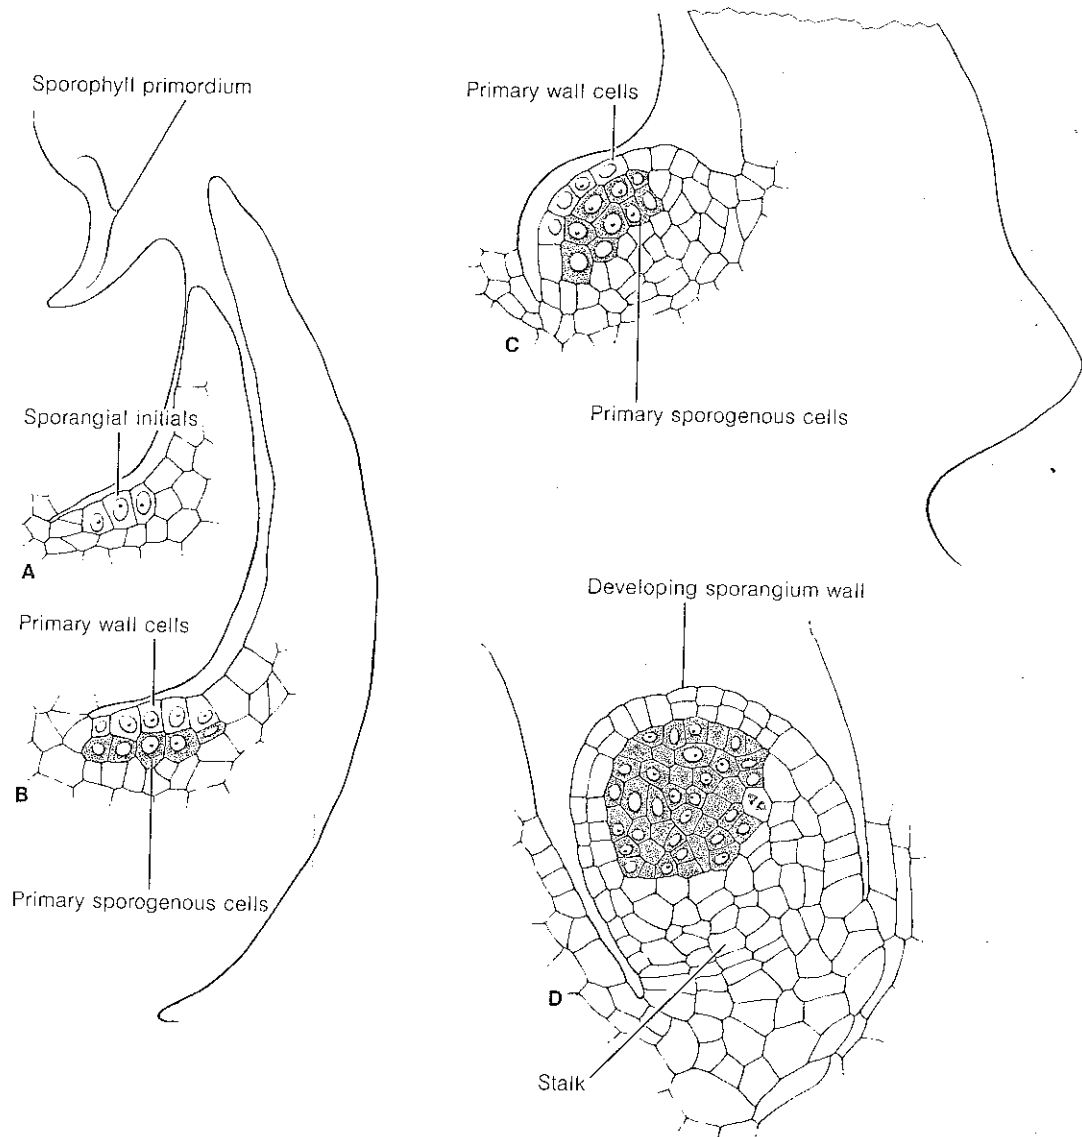 Sporophyll primordium
Sporangial initials
A
Primary wall cells
B
Primary sporogenous cells
Primary wall cells
C
Primary sporogenous cells
Developing sporangium wall
D
Stalk